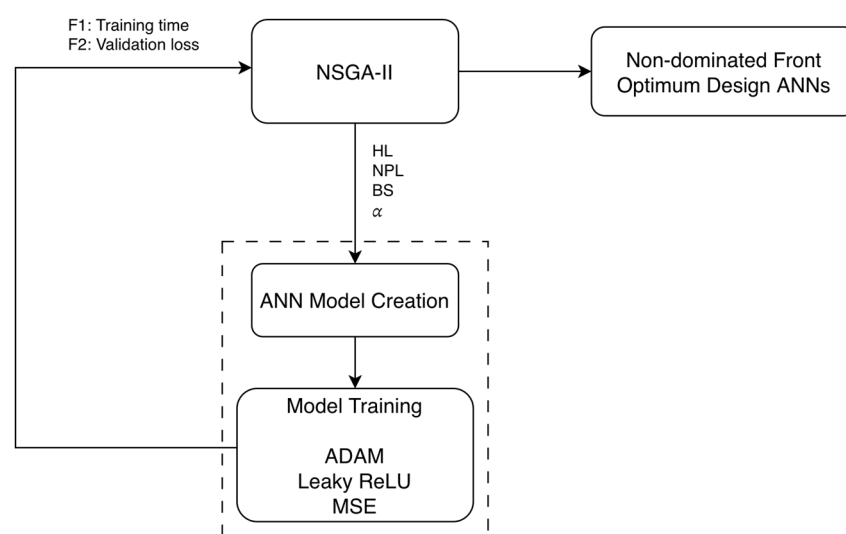 F1: Training time
F2: Validation loss
NSGA-II
Non-dominated Front
Optimum Design ANNs
HL
NPL
BS
α
ANN Model Creation
Model Training
ADAM
Leaky ReLU
MSE